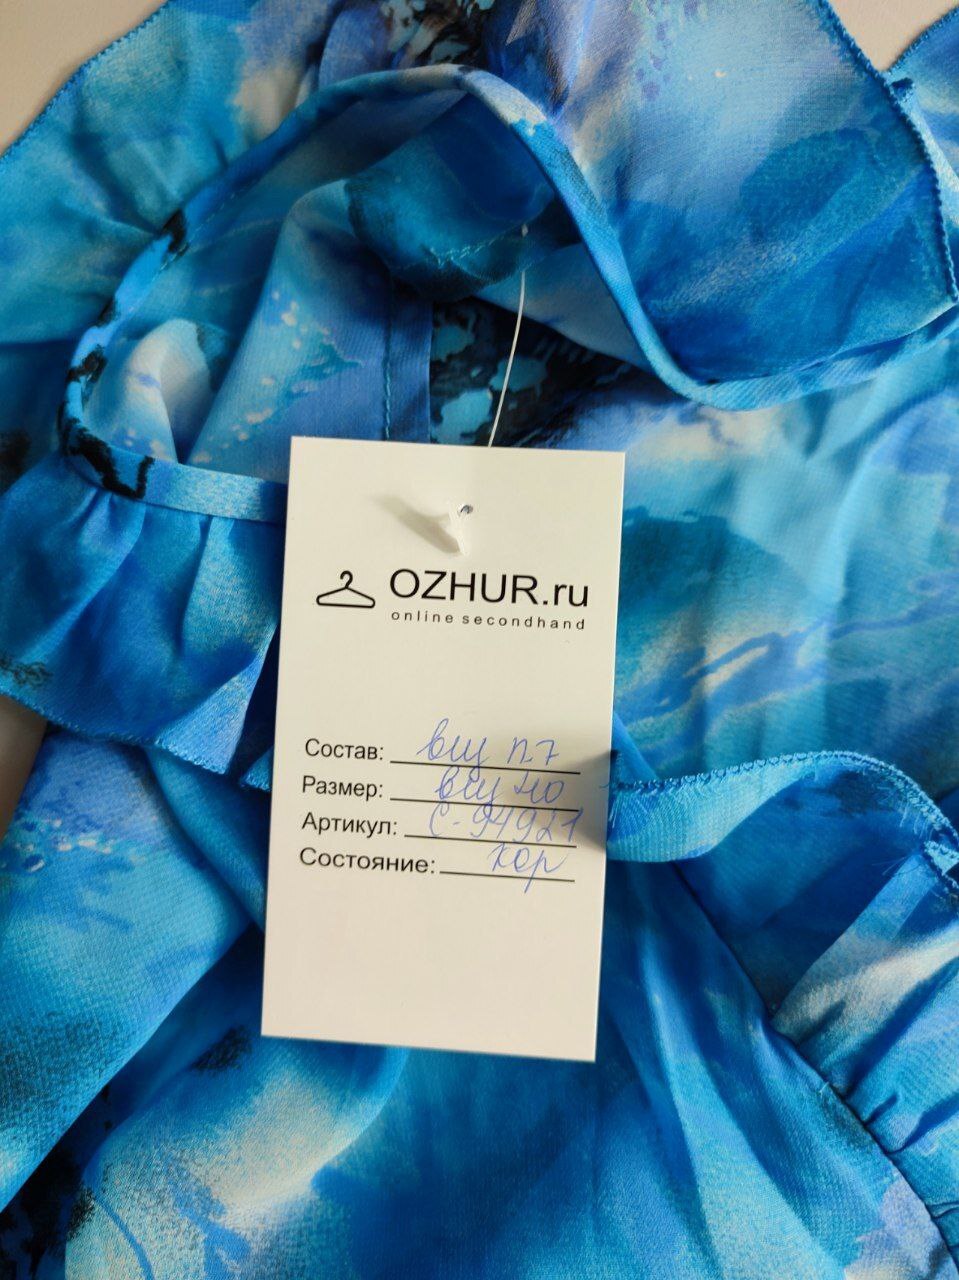 OZHUR.ru
online secondhand
Состав: виц п.7
Размер: виц 40
Артикул: С-94921
Состояние: хор